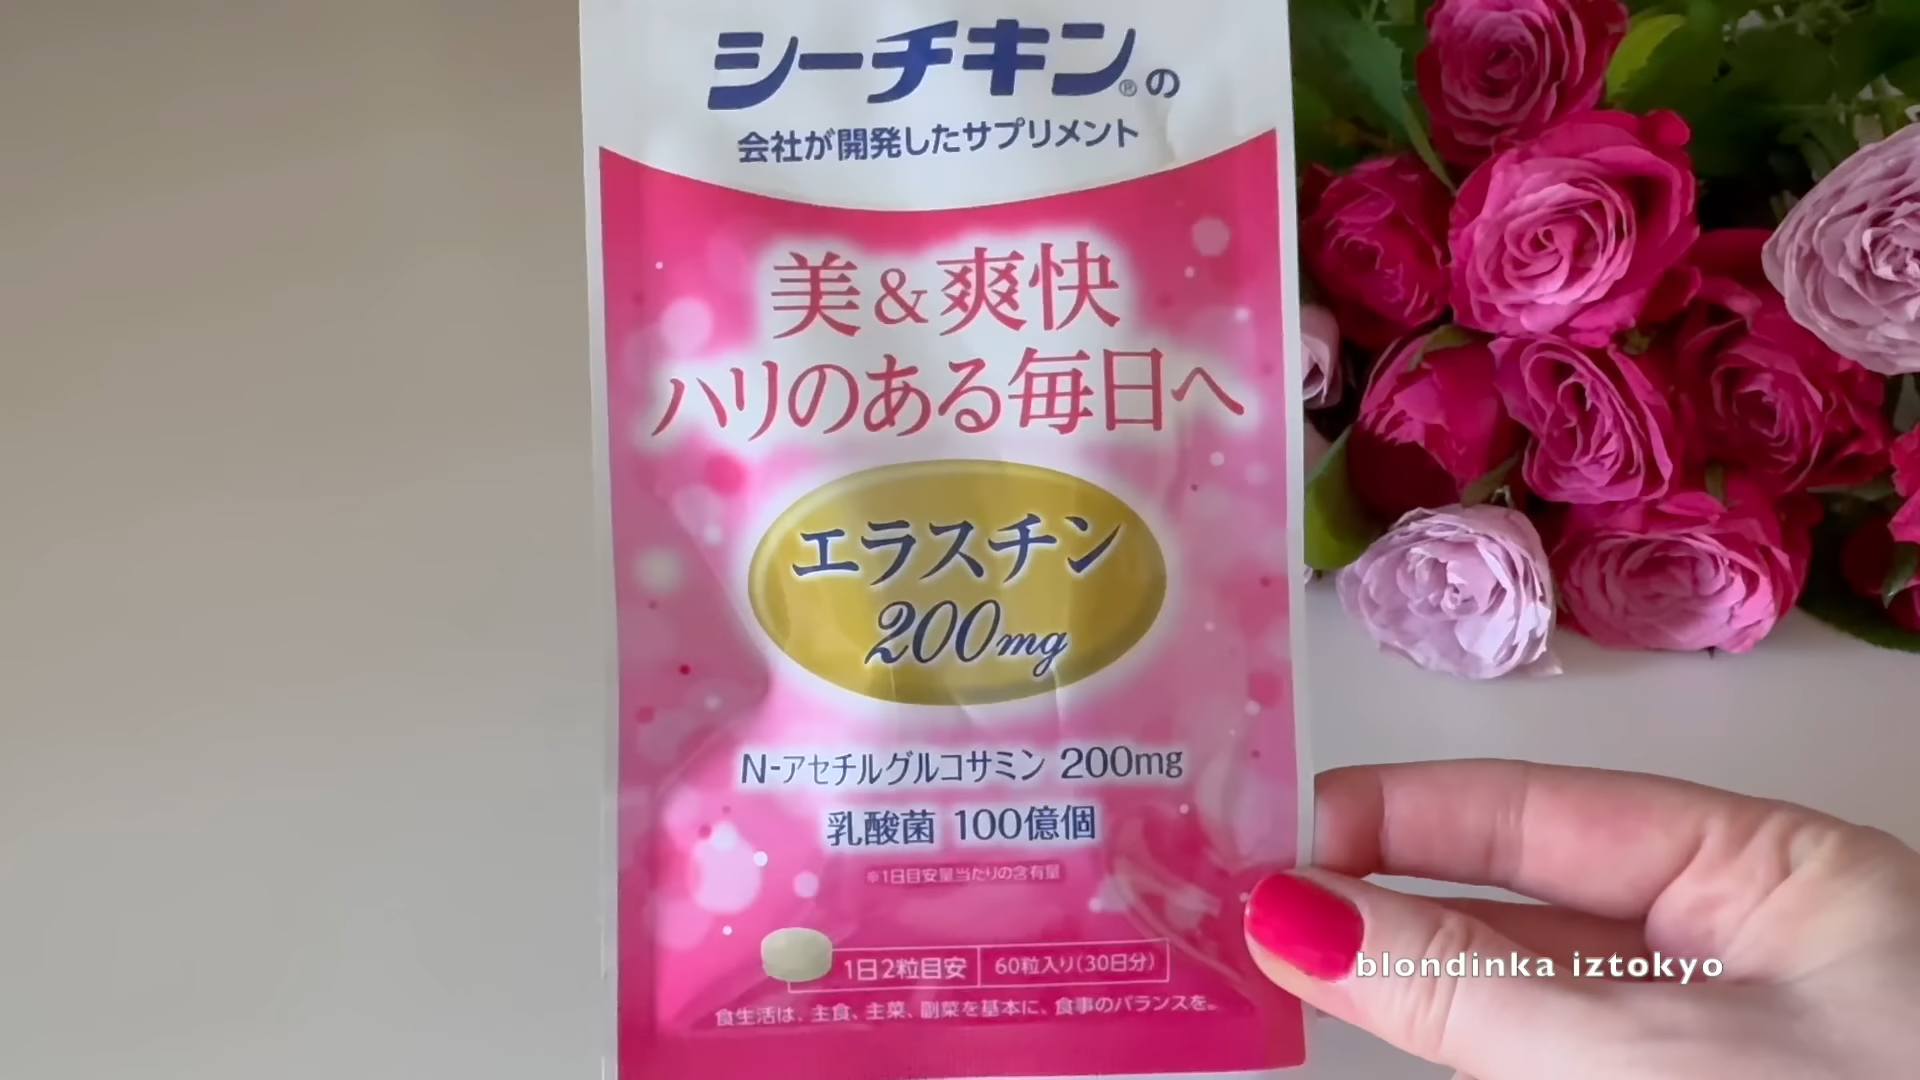 シーチキン®の
会社が開発したサプリメント
美&爽快
ハリのある毎日へ
エラスチン
200mg
N-アセチルグルコサミン 200mg
乳酸菌 100億個
※1日目安量当たりの含有量
1日2粒目安 60粒入り(30日分)
食生活は、主食、主菜、副菜を基本に、食事のバランスを。
blondinka iztokyo